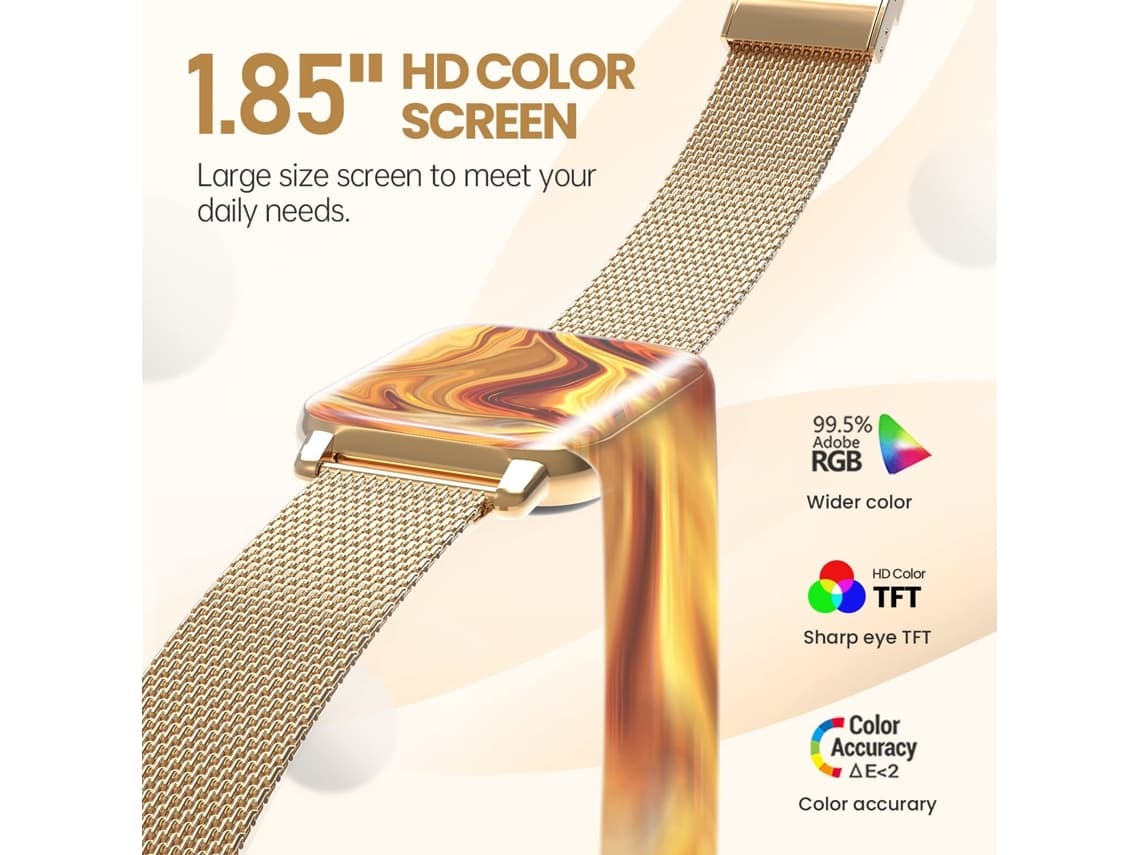 1.85" HD COLOR
SCREEN
Large size screen to meet your
daily needs.
99.5%
Adobe
RGB
Wider color
HD Color
TFT
Sharp eye TFT
Color
Accuracy
ΔE<2
Color accurary